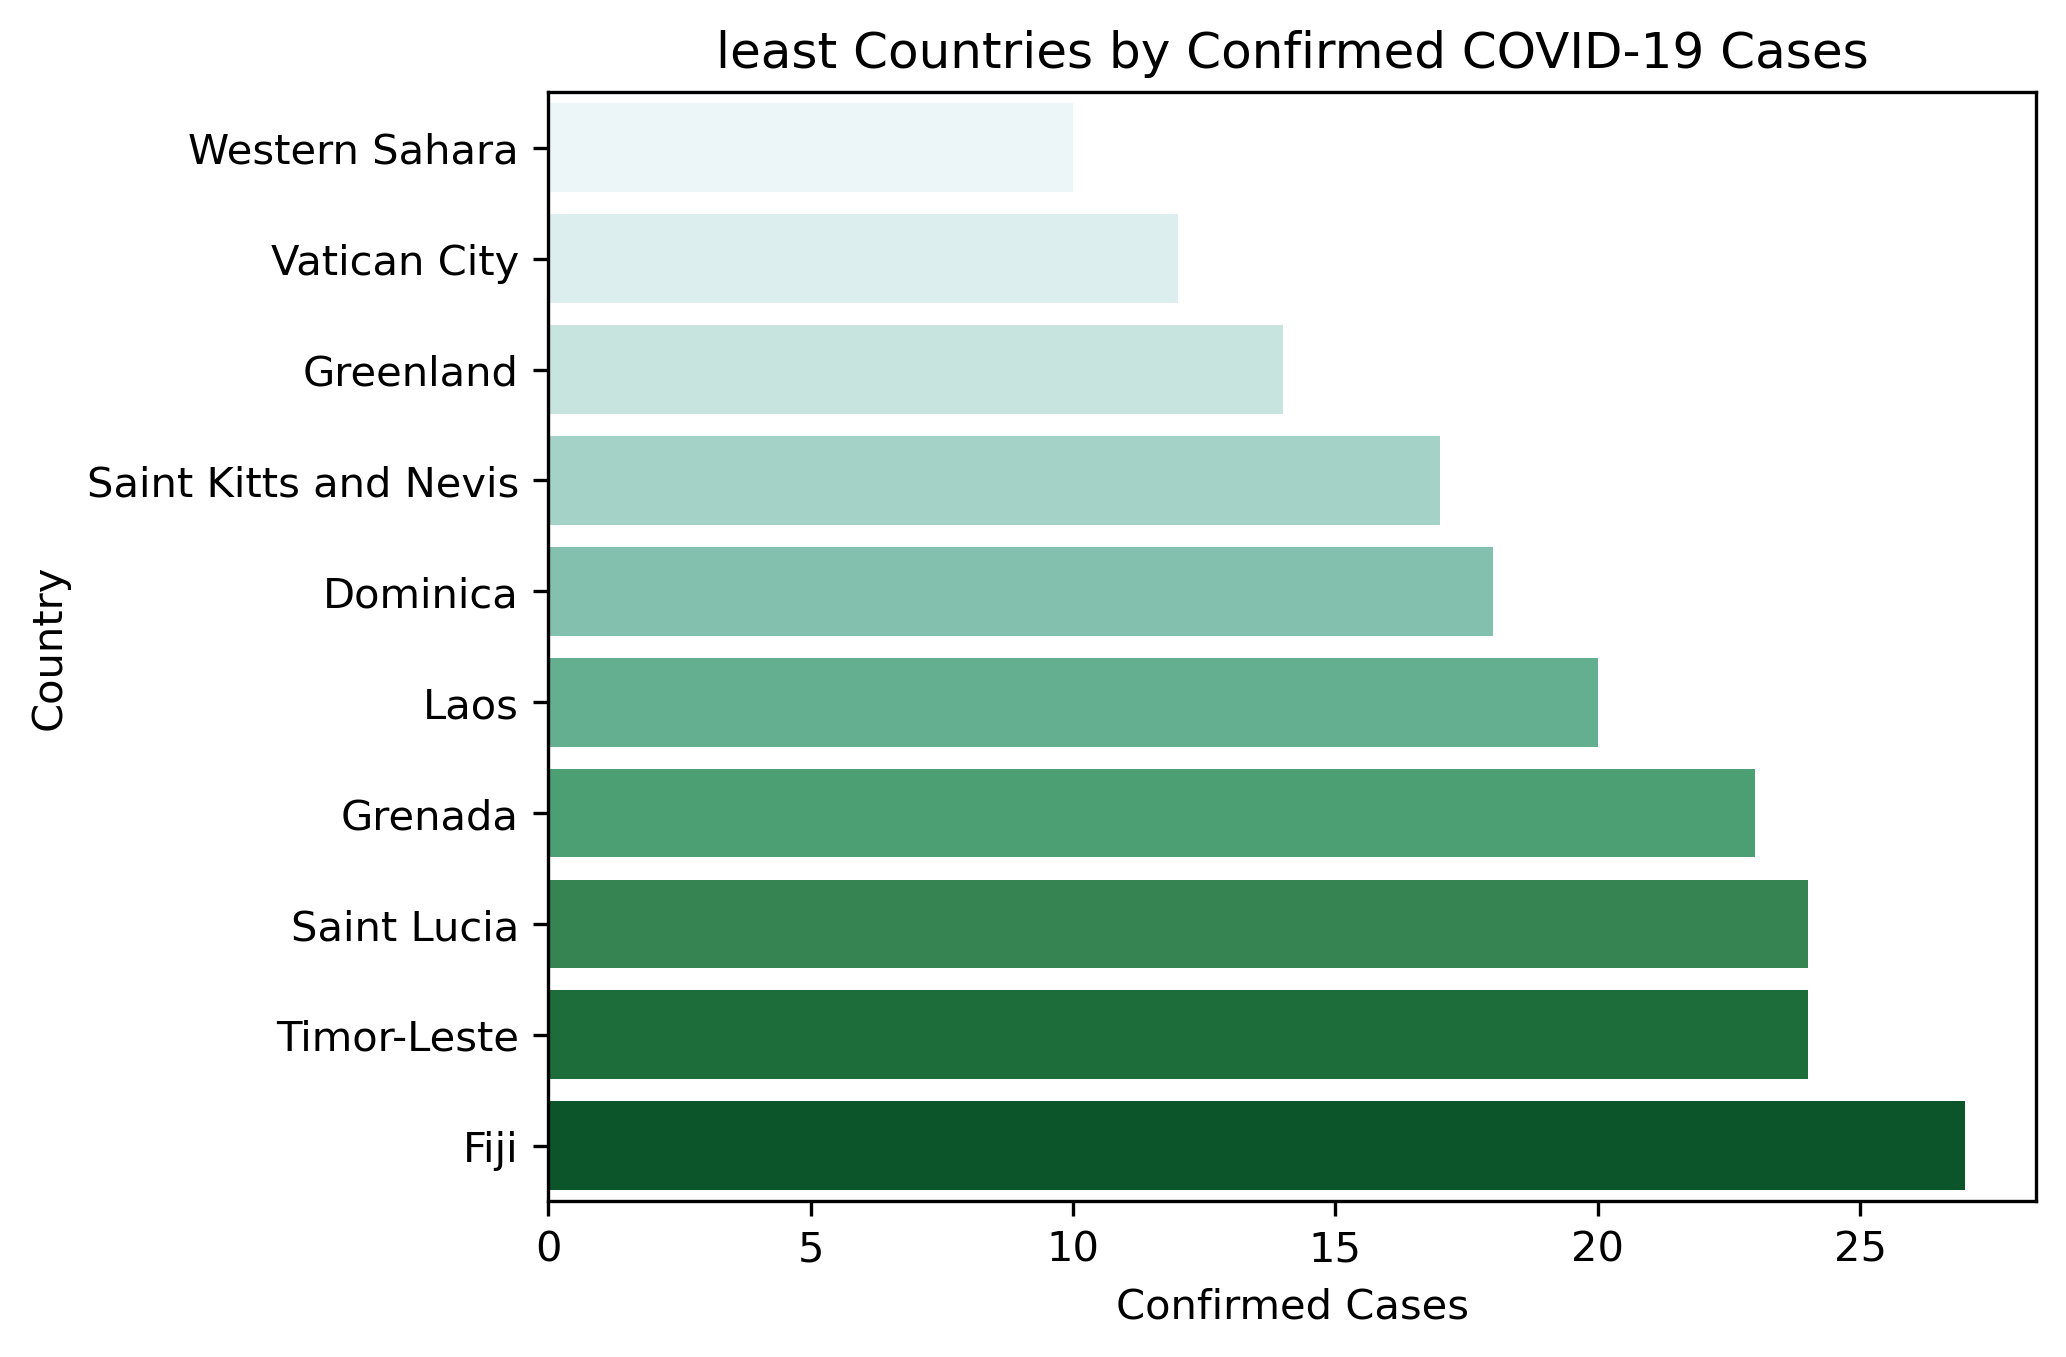 least Countries by Confirmed COVID-19 Cases
Country
Western Sahara
Vatican City
Greenland
Saint Kitts and Nevis
Dominica
Laos
Grenada
Saint Lucia
Timor-Leste
Fiji
0 5 10 15 20 25
Confirmed Cases